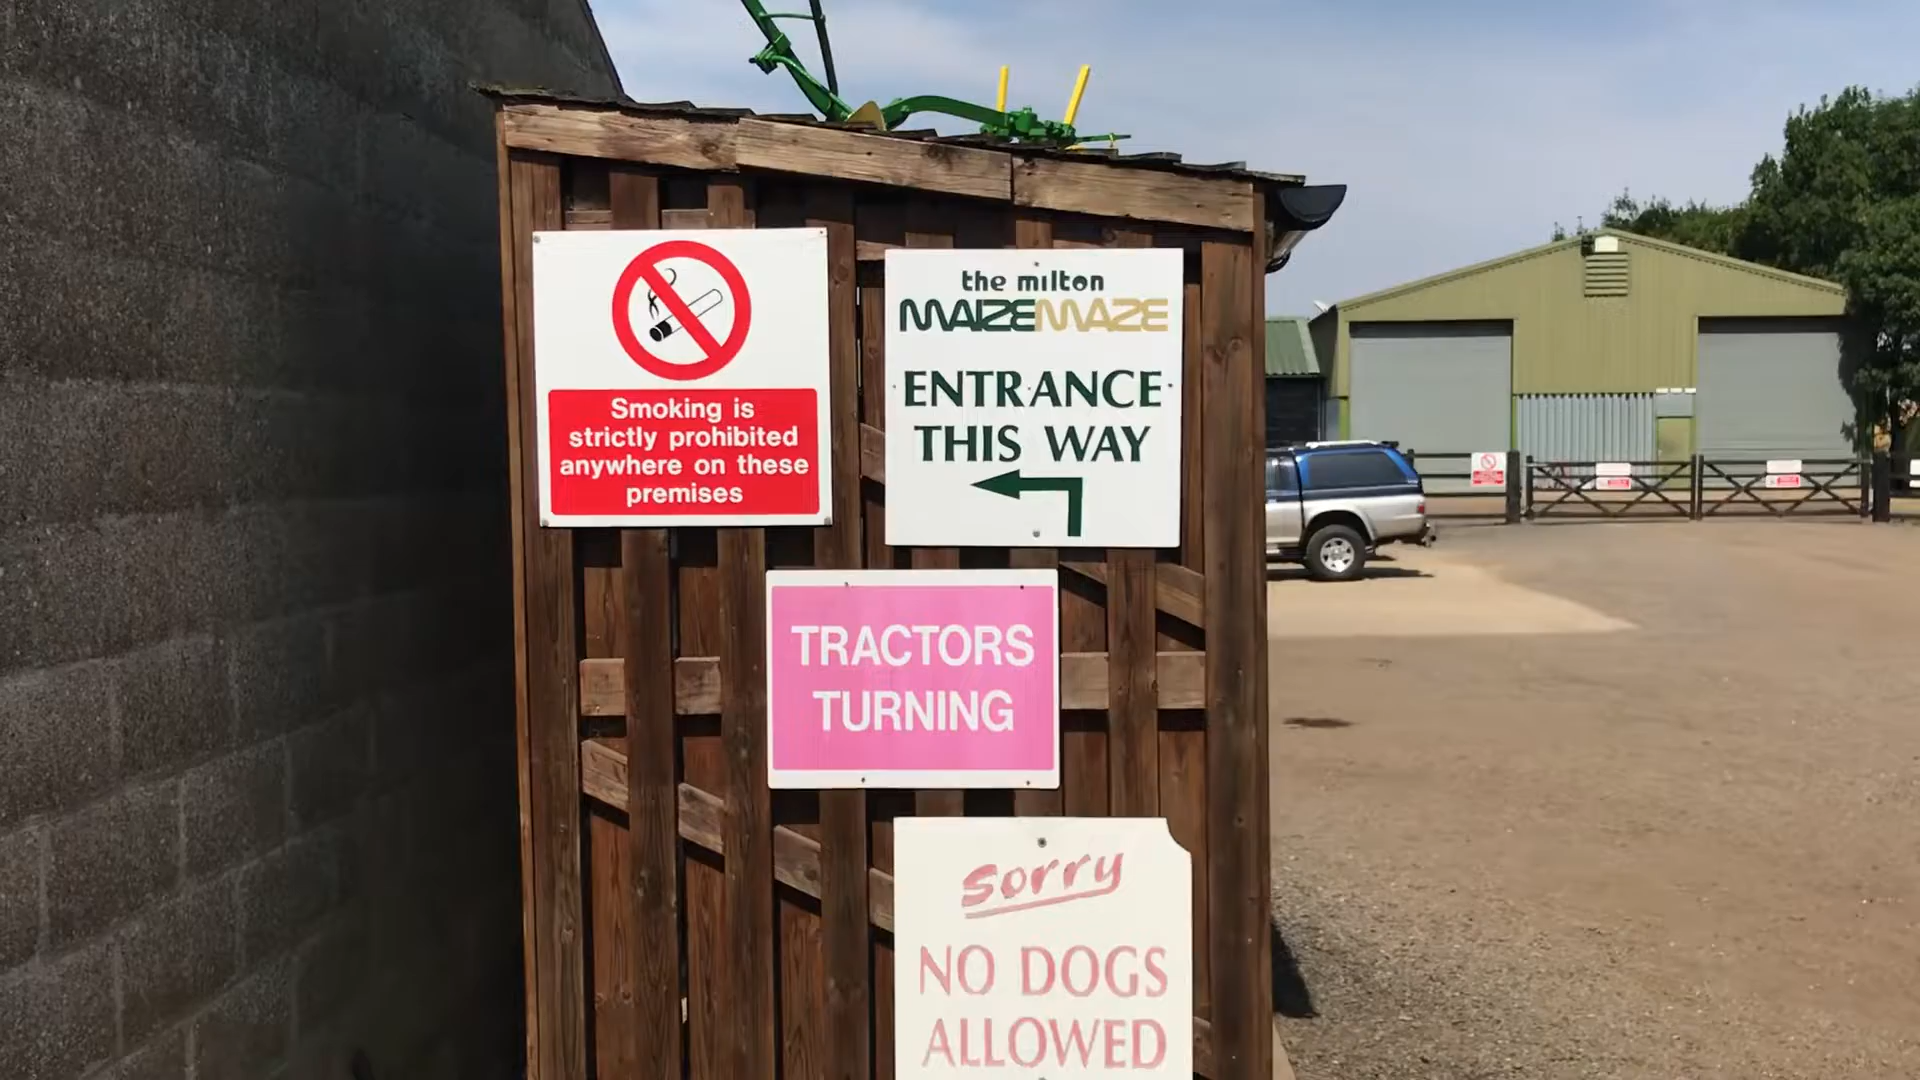 Smoking is
strictly prohibited
anywhere on these
premises
the milton
MAIZEMAZE
ENTRANCE
THIS WAY
TRACTORS
TURNING
sorry
NO DOGS
ALLOWED